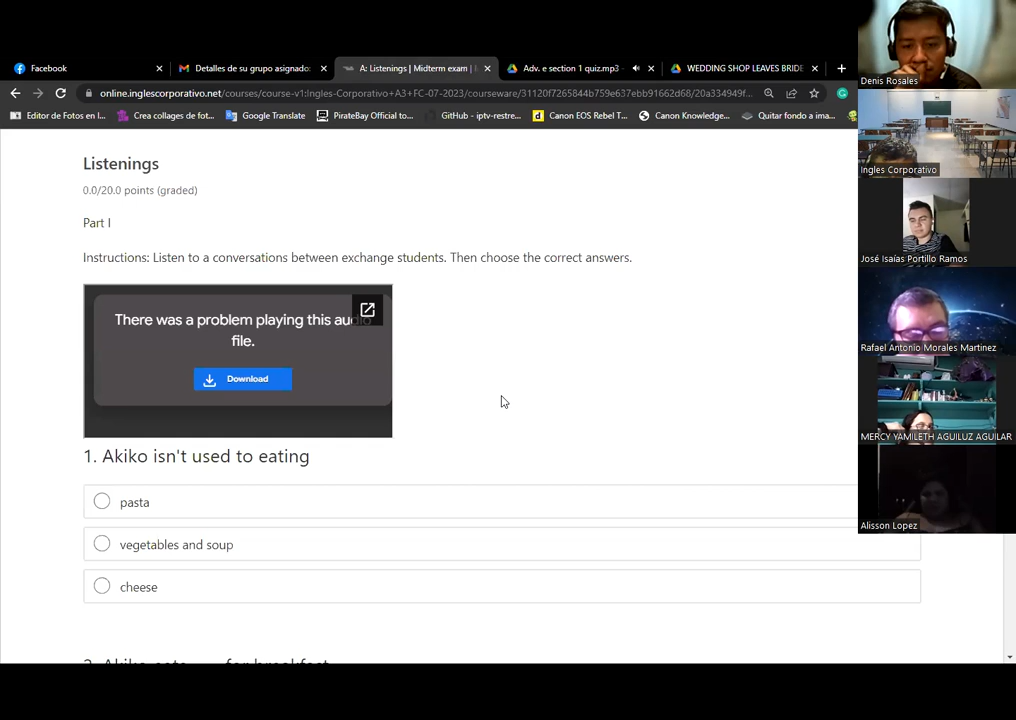 Facebook
Detalles de su grupo asignado
A: Listenings | Midterm exam |
Adv. e section 1 quiz.mp3
WEDDING SHOP LEAVES BRIDE
online.inglescorporativo.net/courses/course-v1:Ingles-Corporativo+A3+FC-07-2023/courseware/31120f7265844b759e637ebb91662d68/20a334949f...
Editor de Fotos en l...
Crea collages de fot...
Google Translate
PirateBay Official to...
GitHub - iptv-restre...
Canon EOS Rebel T...
Canon Knowledge...
Quitar fondo a ima...
Listenings
0.0/20.0 points (graded)
Part I
Instructions: Listen to a conversations between exchange students. Then choose the correct answers.
There was a problem playing this audio
file.
Download
1. Akiko isn't used to eating
pasta
vegetables and soup
cheese
Denis Rosales
Ingles Corporativo
José Isaías Portillo Ramos
Rafael Antonio Morales Martinez
MERCY YAMILETH AGUILUZ AGUILAR
Alisson Lopez